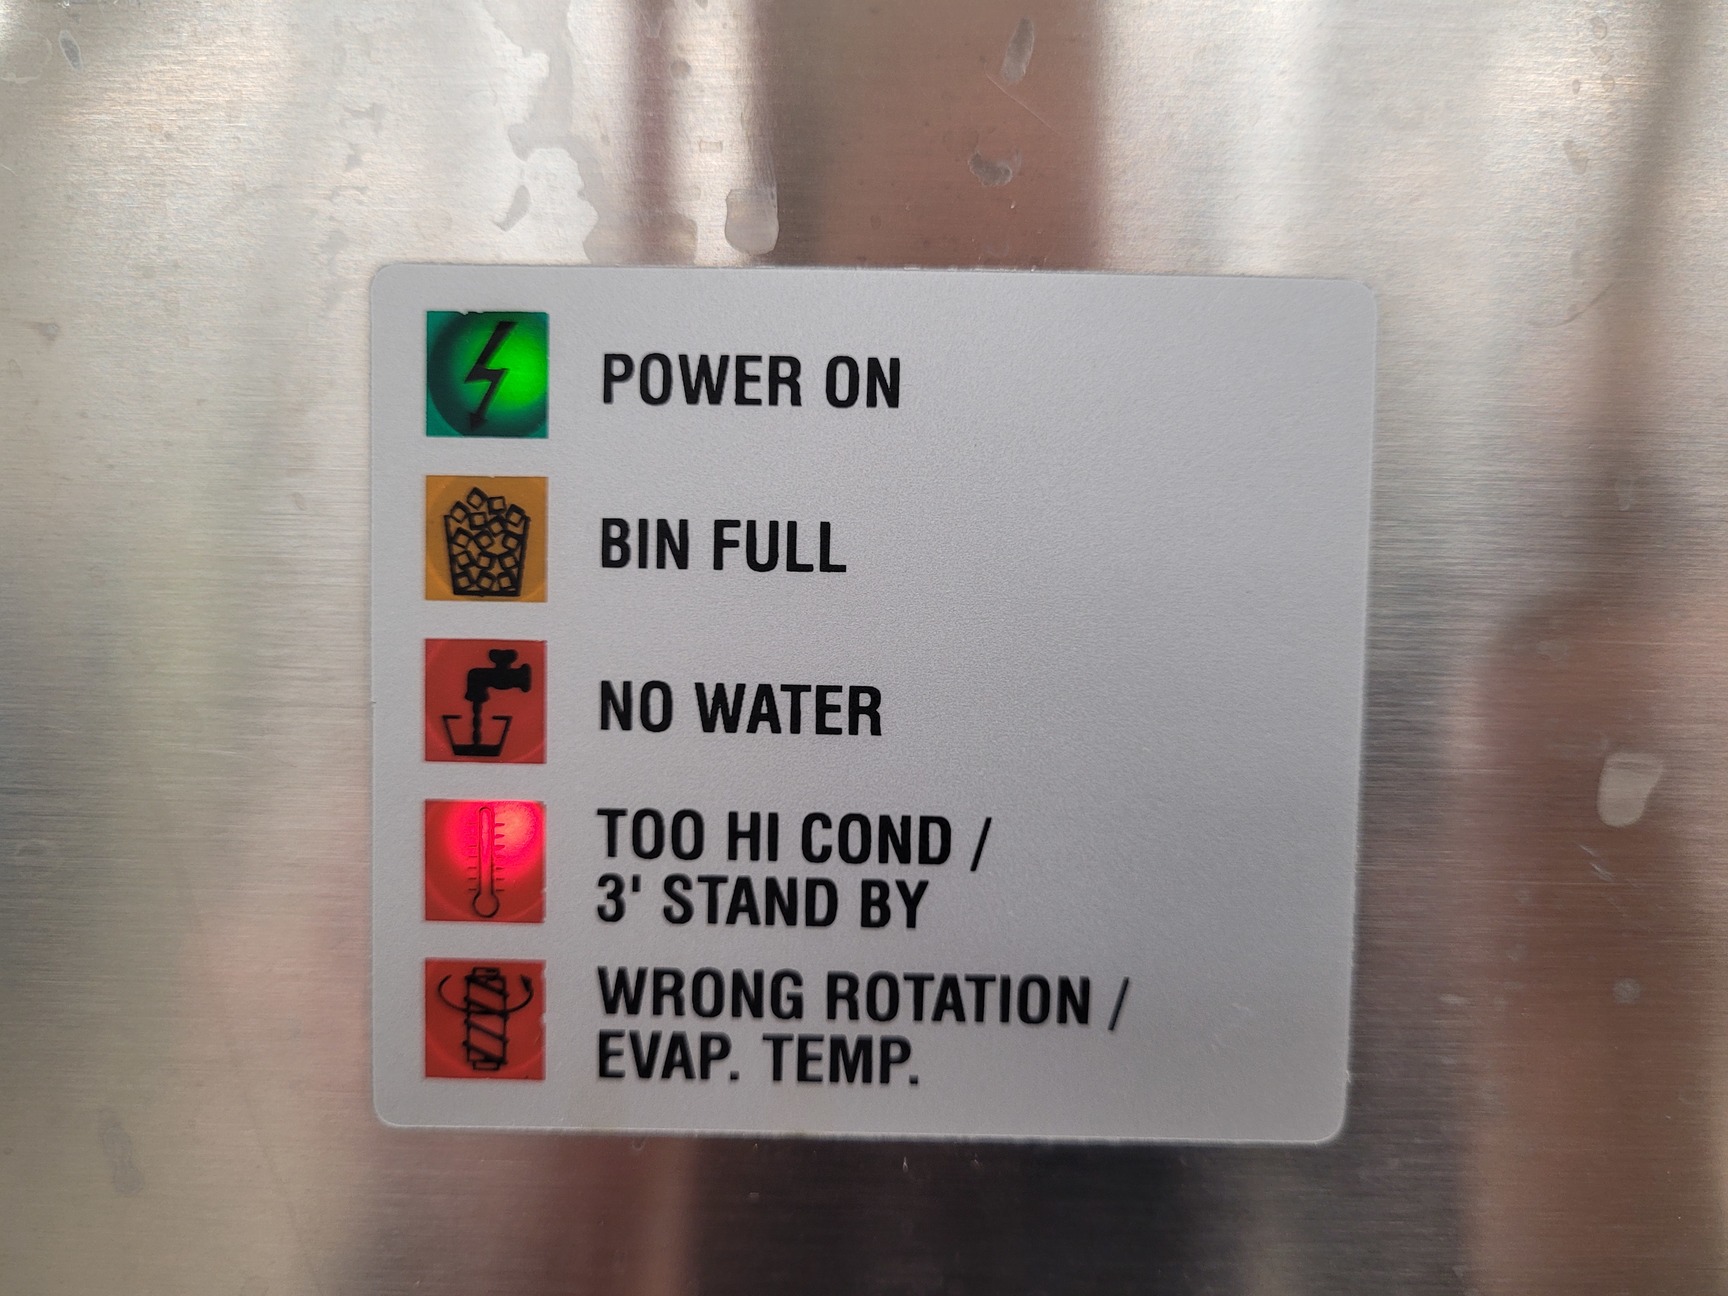 POWER ON
BIN FULL
NO WATER
TOO HI COND /
3' STAND BY
WRONG ROTATION /
EVAP. TEMP.